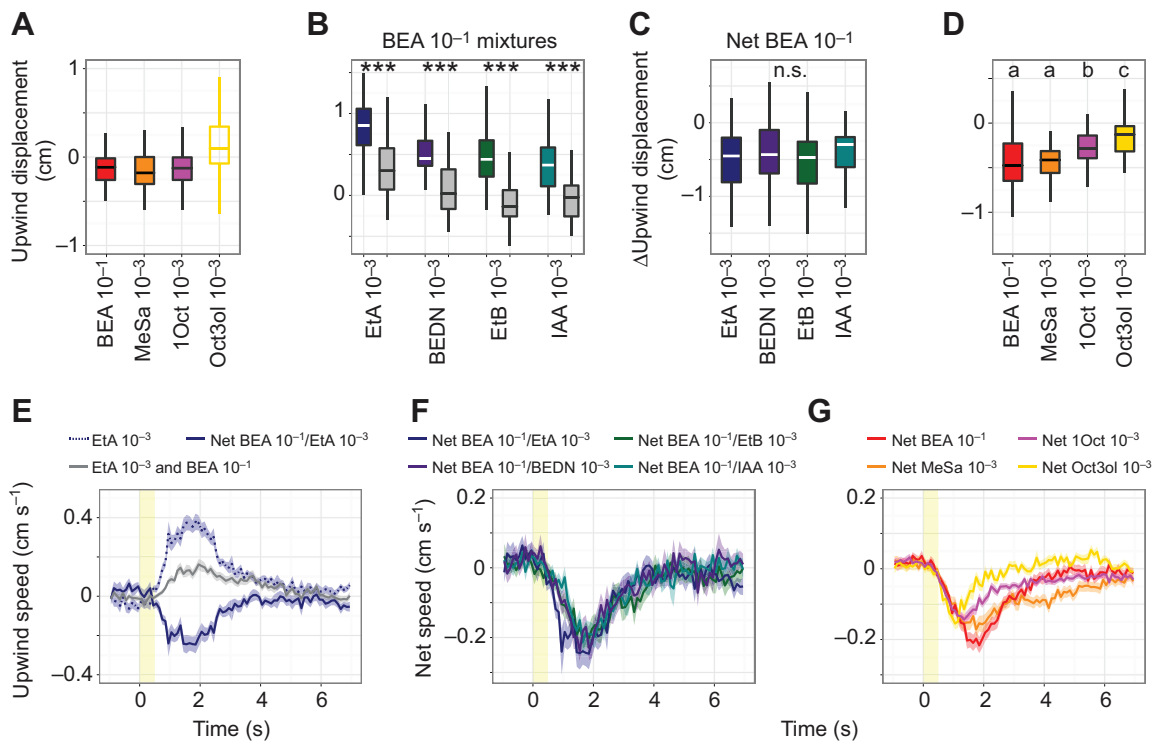 A
B
C
D
BEA 10⁻¹ mixtures
Net BEA 10⁻¹
Upwind displacement
(cm)
1
0
–1
BEA 10⁻¹
MeSa 10⁻³
1Oct 10⁻³
Oct3ol 10⁻³
*** *** *** ***
1
0
EtA 10⁻³
BEDN 10⁻³
EtB 10⁻³
IAA 10⁻³
ΔUpwind displacement
(cm)
n.s.
0
–1
EtA 10⁻³
BEDN 10⁻³
EtB 10⁻³
IAA 10⁻³
a a b c
0
–1
BEA 10⁻¹
MeSa 10⁻³
1Oct 10⁻³
Oct3ol 10⁻³
E
F
G
EtA 10⁻³ Net BEA 10⁻¹/EtA 10⁻³
EtA 10⁻³ and BEA 10⁻¹
Upwind speed (cm s⁻¹)
0.4
0
–0.4
0 2 4 6
Time (s)
Net BEA 10⁻¹/EtA 10⁻³ Net BEA 10⁻¹/EtB 10⁻³
Net BEA 10⁻¹/BEDN 10⁻³ Net BEA 10⁻¹/IAA 10⁻³
Net speed (cm s⁻¹)
0.2
0
–0.2
0 2 4 6
Net BEA 10⁻¹ Net 1Oct 10⁻³
Net MeSa 10⁻³ Net Oct3ol 10⁻³
0.2
0
–0.2
0 2 4 6
Time (s)